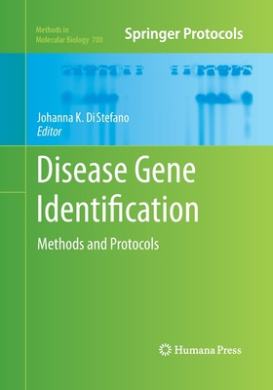 Methods in
Molecular Biology 700
Springer Protocols
Johanna K. DiStefano
Editor
Disease Gene
Identification
Methods and Protocols
Humana Press